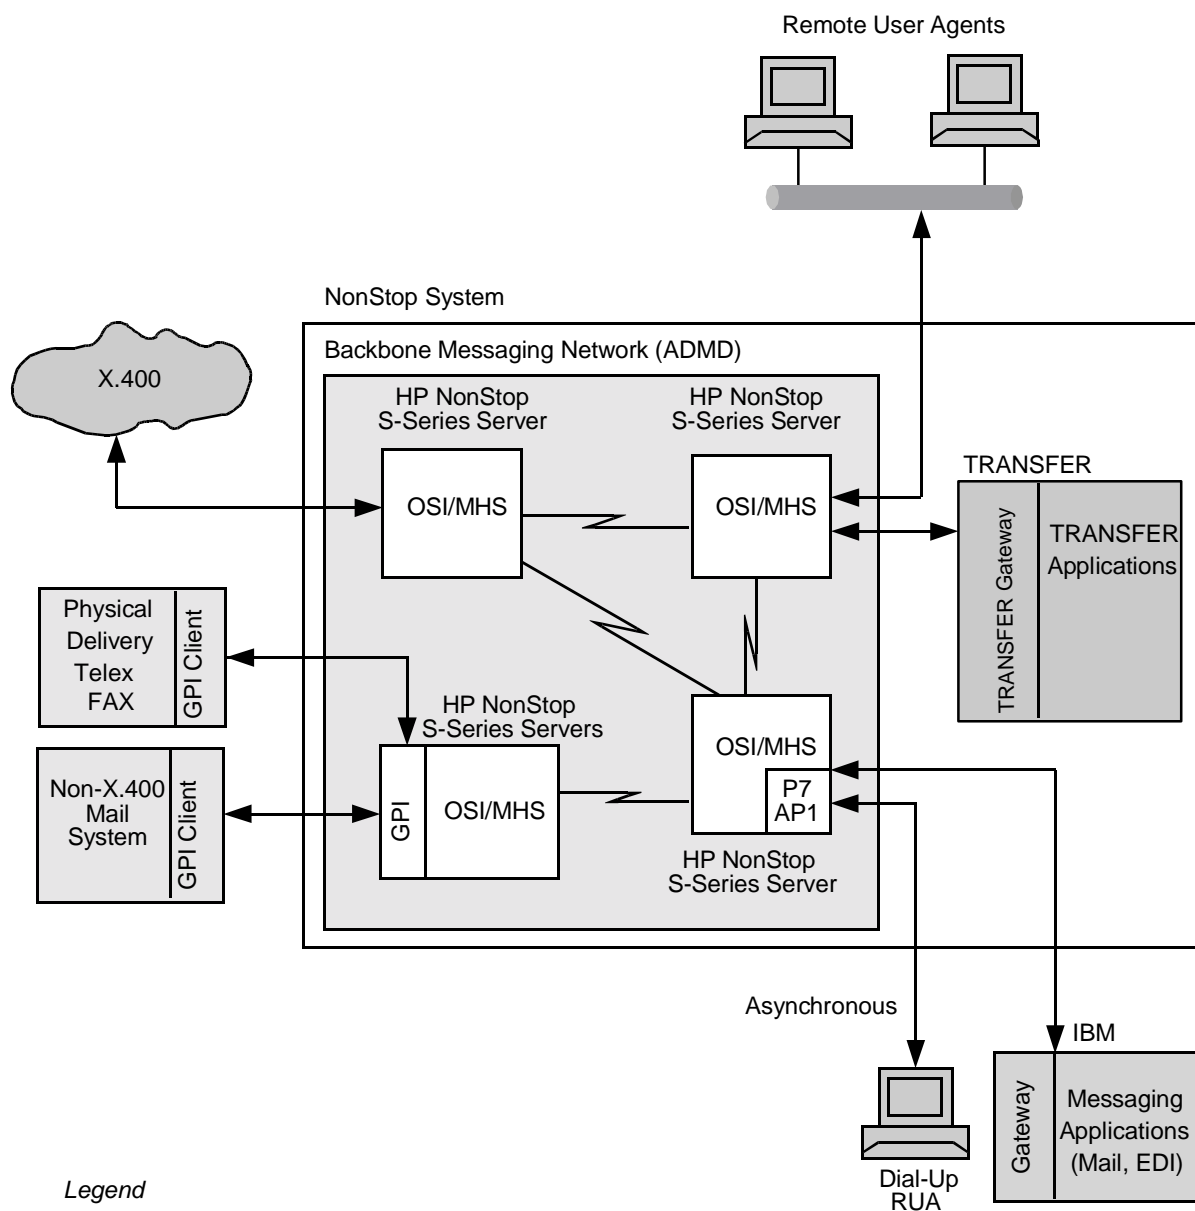 Remote User Agents
NonStop System
Backbone Messaging Network (ADMD)
X.400
HP NonStop
S-Series Server
HP NonStop
S-Series Server
OSI/MHS
OSI/MHS
TRANSFER
TRANSFER Gateway
TRANSFER
Applications
Physical
Delivery
Telex
FAX
GPI Client
HP NonStop
S-Series Servers
GPI
OSI/MHS
OSI/MHS
P7
AP1
HP NonStop
S-Series Server
Non-X.400
Mail
System
GPI Client
Asynchronous
IBM
Gateway
Messaging
Applications
(Mail, EDI)
Dial-Up
RUA
Legend